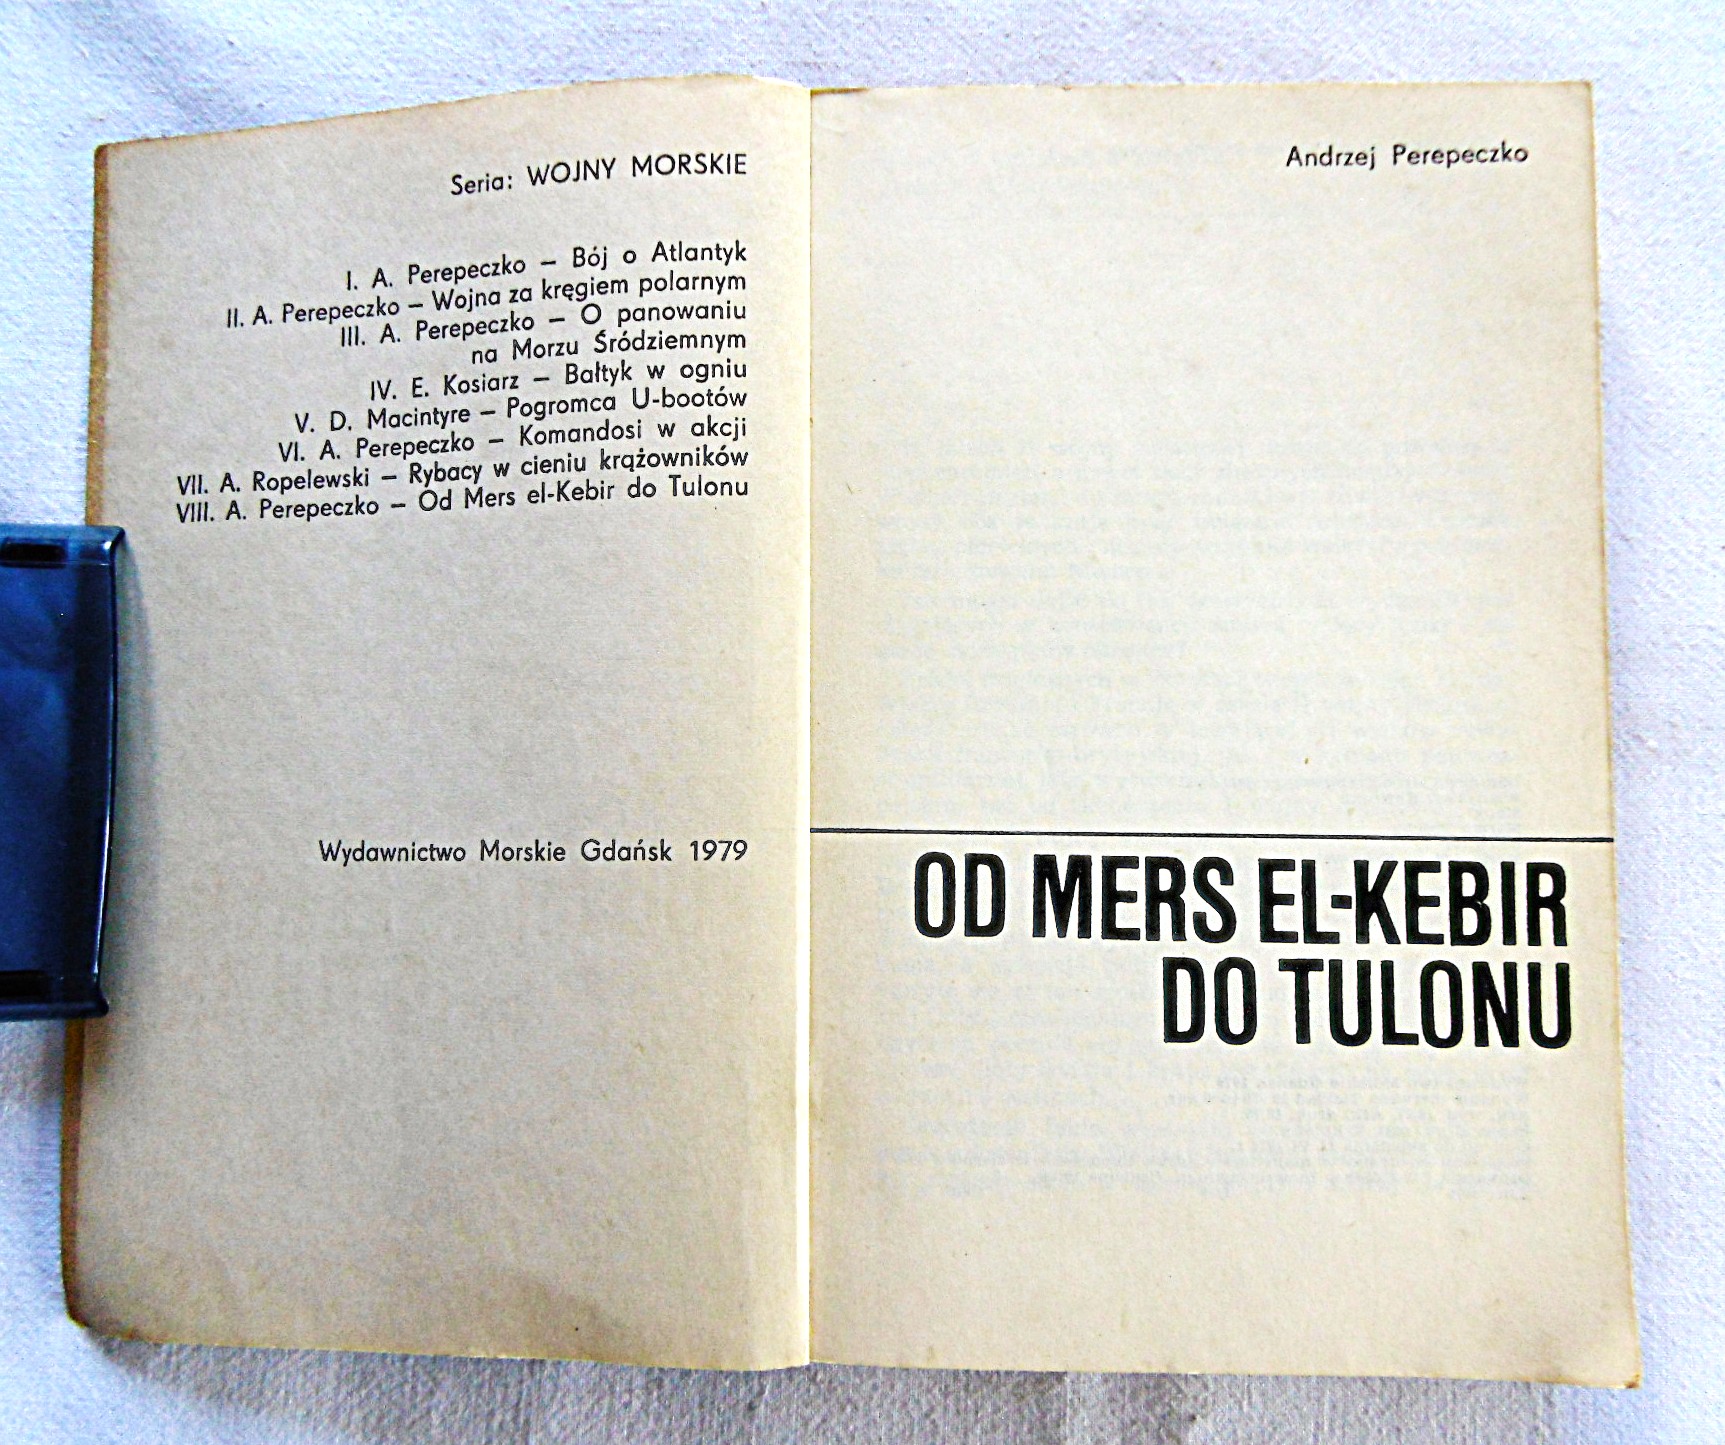 Seria: WOJNY MORSKIE
I. A. Perepeczko – Bój o Atlantyk
II. A. Perepeczko – Wojna za kręgiem polarnym
III. A. Perepeczko – O panowaniu
na Morzu Śródziemnym
IV. E. Kosiarz – Bałtyk w ogniu
V. D. Macintyre – Pogromca U-bootów
VI. A. Perepeczko – Komandosi w akcji
VII. A. Ropelewski – Rybacy w cieniu krążowników
VIII. A. Perepeczko – Od Mers el-Kebir do Tulonu
Wydawnictwo Morskie Gdańsk 1979
Andrzej Perepeczko
OD MERS EL-KEBIR
DO TULONU